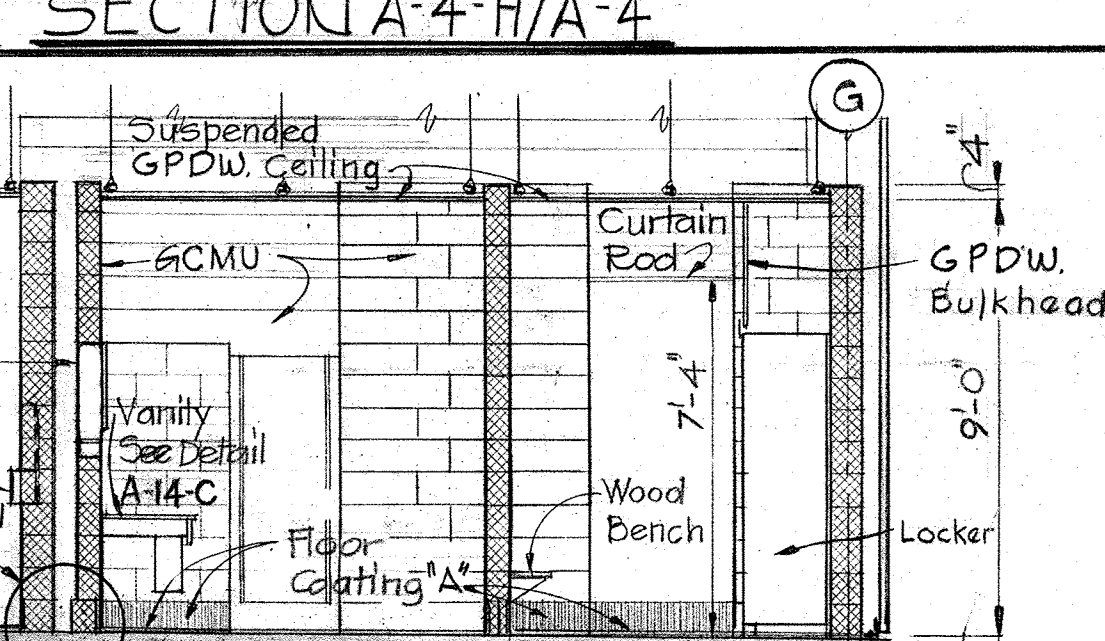 SECTION A-4-H/A-4
G
Suspended
GPDW. Ceiling
4"
GCMU
Curtain
Rod
GPDW.
Bulkhead
7'-4"
9'-0"
Vanity
See Detail
A-14-C
Wood
Bench
Floor
Coating "A"
Locker